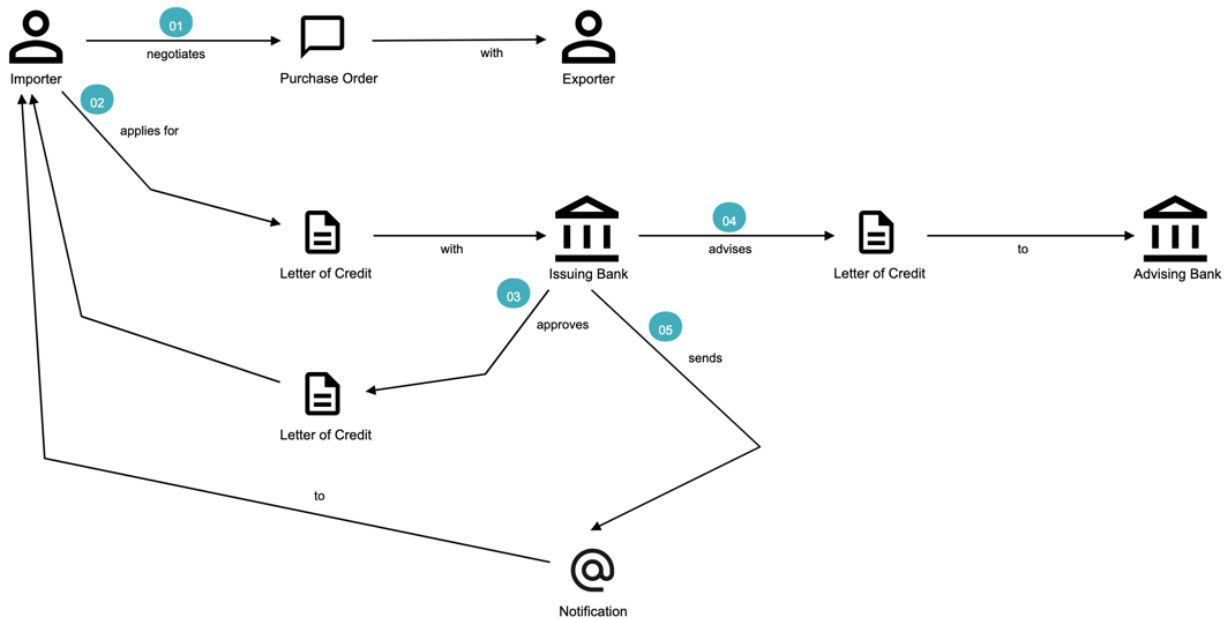 01
negotiates
with
Importer
Purchase Order
Exporter
02
applies for
04
with
advises
to
Letter of Credit
Issuing Bank
Letter of Credit
Advising Bank
03
approves
05
sends
Letter of Credit
to
Notification